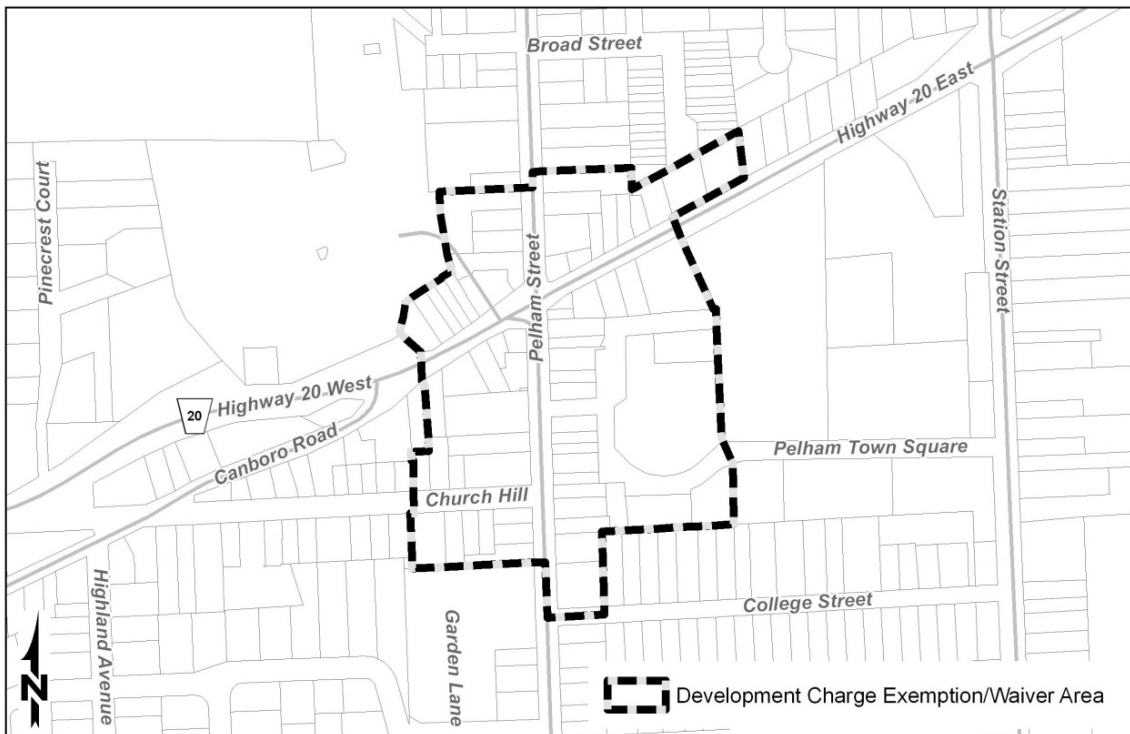 Broad Street
Highway 20 East
Pinecrest Court
Station Street
Pelham Street
Highway 20 West
20
Canboro Road
Pelham Town Square
Church Hill
College Street
Highland Avenue
Garden Lane
N
Development Charge Exemption/Waiver Area